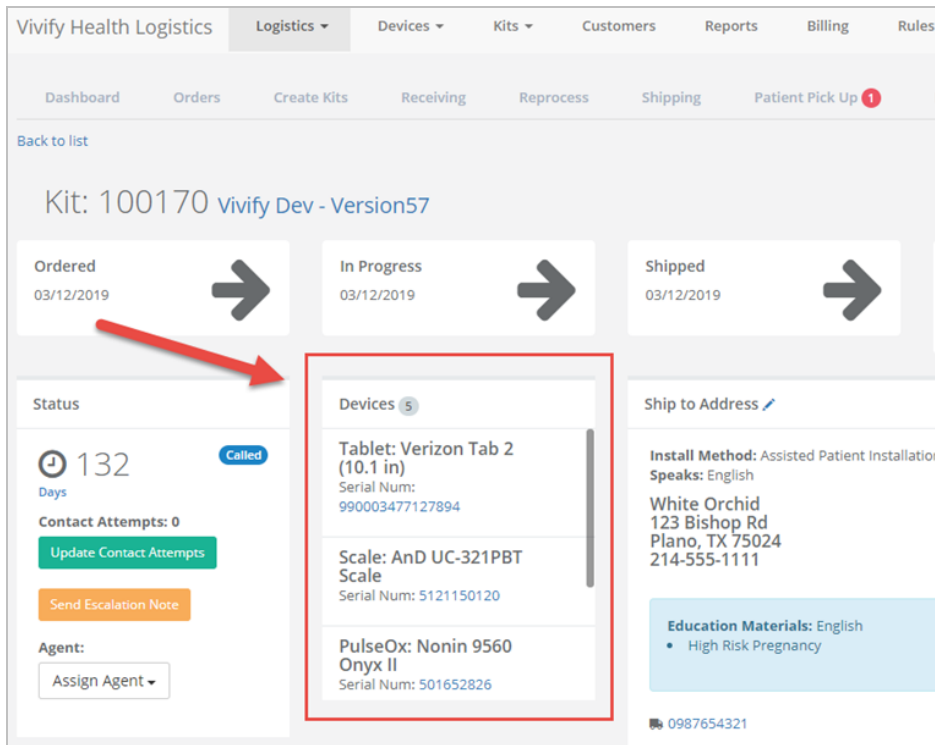 Vivify Health Logistics Logistics Devices Kits Customers Reports Billing Rules
Dashboard Orders Create Kits Receiving Reprocess Shipping Patient Pick Up 1
Back to list
Kit: 100170 Vivify Dev - Version57
Ordered
03/12/2019
In Progress
03/12/2019
Shipped
03/12/2019
Status
132
Days
Called
Contact Attempts: 0
Update Contact Attempts
Send Escalation Note
Agent:
Assign Agent
Devices 5
Tablet: Verizon Tab 2
(10.1 in)
Serial Num:
990003477127894
Scale: AnD UC-321PBT
Scale
Serial Num: 5121150120
PulseOx: Nonin 9560
Onyx II
Serial Num: 501652826
Ship to Address
Install Method: Assisted Patient Installation
Speaks: English
White Orchid
123 Bishop Rd
Plano, TX 75024
214-555-1111
Education Materials: English
• High Risk Pregnancy
0987654321